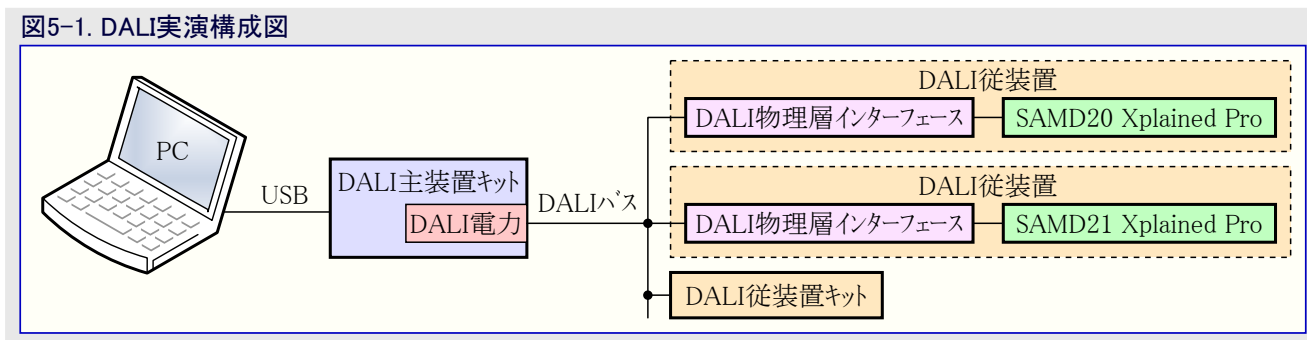 図5-1. DALI実演構成図
PC
USB
DALI主装置キット
DALI電力
DALIバス
DALI従装置
DALI物理層インターフェース
SAMD20 Xplained Pro
DALI従装置
DALI物理層インターフェース
SAMD21 Xplained Pro
DALI従装置キット